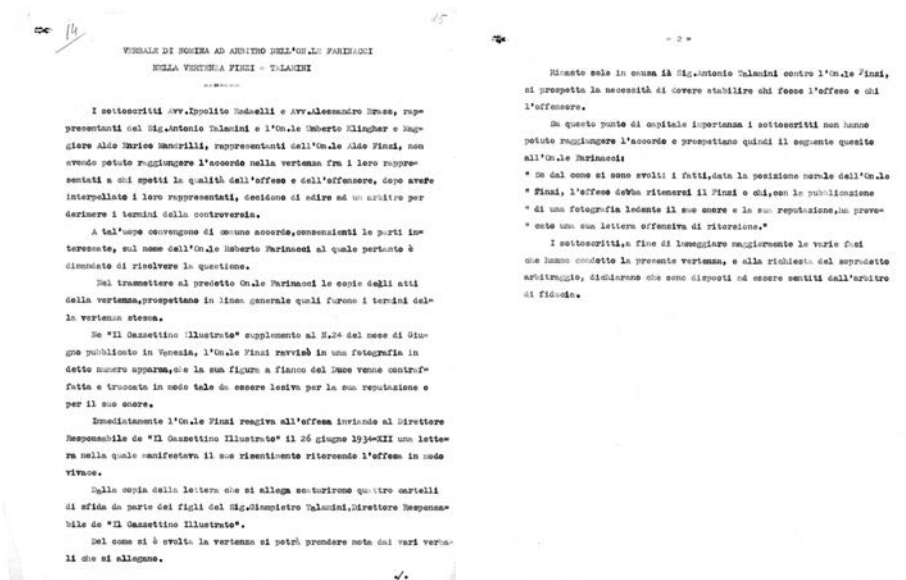 14
15
VERBALE DI NOMINA AD ARBITRO DELL'ON.LE FARINACCI
NELLA VERTENZA FINZI - TALAMINI
I sottoscritti Avv.Ippolito Radaelli e Avv.Alessandro Brass, rap=
presentanti del Sig.Antonio Talamini e l'On.le Umberto Klingher e Mag=
giore Aldo Enrico Mandrilli, rappresentanti dell'On.le Aldo Finzi, non
avendo potuto raggiungere l'accordo nella vertenza fra i loro rappre=
sentati a chi spetti la qualità dell'offeso e dell'offensore, dopo avere
interpellato i loro rappresentati, decidono di adire ad un arbitro per
derimere i termini della controversia.
A tal'uopo convengono di comune accordo,consenzienti le parti in=
teressate, sul nome dell'On.le Roberto Farinacci al quale pertanto è
dimandato di risolvere la questione.
Nel trasmettere al predetto On.le Farinacci le copie degli atti
della vertenza,prospettano in linea generale quali furono i termini del=
la vertenza stessa.
Ne "Il Gazzettino Illustrato" supplemento al N.24 del mese di Giu=
gno pubblicato in Venezia, l'On.le Finzi ravvisò in una fotografia in
detto numero apparsa,che la sua figura a fianco del Duce venne contraf=
fatta e truccata in modo tale da essere lesiva per la sua reputazione e
per il suo onore.
Immediatamente l'On.le Finzi reagiva all'offesa inviando al Direttore
Responsabile de "Il Gazzettino Illustrato" il 26 giugno 1934=XII una lette=
ra nella quale manifestava il suo risentimento ritorcendo l'offesa in modo
vivace.
Dalla copia della lettera che si allega scaturirono quattro cartelli
di sfida da parte dei figli del Sig.Giampietro Talamini,Direttore Responsa=
bile de "Il Gazzettino Illustrato".
Del come si è svolta la vertenza si potrà prendere nota dai vari verba=
li che si allegano.
./.
= 2 =
Rimasto solo in causa il Sig.Antonio Talamini contro l'On.le Finzi,
si prospetta la necessità di dovere stabilire chi fosse l'offeso e chi
l'offensore.
Su questo punto di capitale importanza i sottoscritti non hanno
potuto raggiungere l'accordo e prospettano quindi il seguente quesito
all'On.le Farinacci:
" Se dal come si sono svolti i fatti,data la posizione morale dell'On.le
" Finzi, l'offeso debba ritenersi il Finzi o chi,con la pubblicazione
" di una fotografia ledente il suo onore e la sua reputazione,ha provo=
" cato una sua lettera offensiva di ritorsione."
I sottoscritti,a fine di lumeggiare maggiormente le varie fasi
che hanno condotto la presente vertenza, e alla richiesta del sopradetto
arbitraggio, dichiarano che sono disposti ad essere sentiti dall'arbitro
di fiducia.